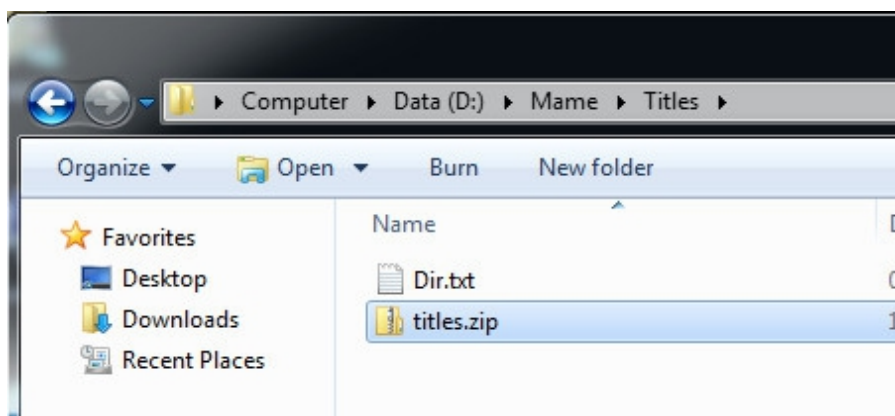 Computer Data (D:) Mame Titles
Organize Open Burn New folder
Favorites
Desktop
Downloads
Recent Places
Name
Dir.txt
titles.zip